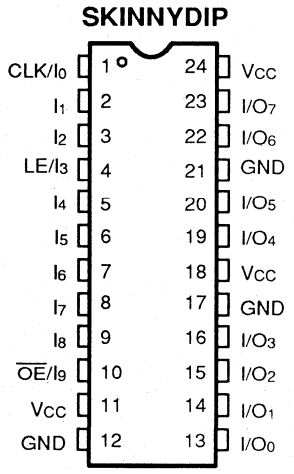 SKINNYDIP
CLK/I0 1 24 VCC
I1 2 23 I/O7
I2 3 22 I/O6
LE/I3 4 21 GND
I4 5 20 I/O5
I5 6 19 I/O4
I6 7 18 VCC
I7 8 17 GND
I8 9 16 I/O3
O̅E̅/I9 10 15 I/O2
VCC 11 14 I/O1
GND 12 13 I/O0